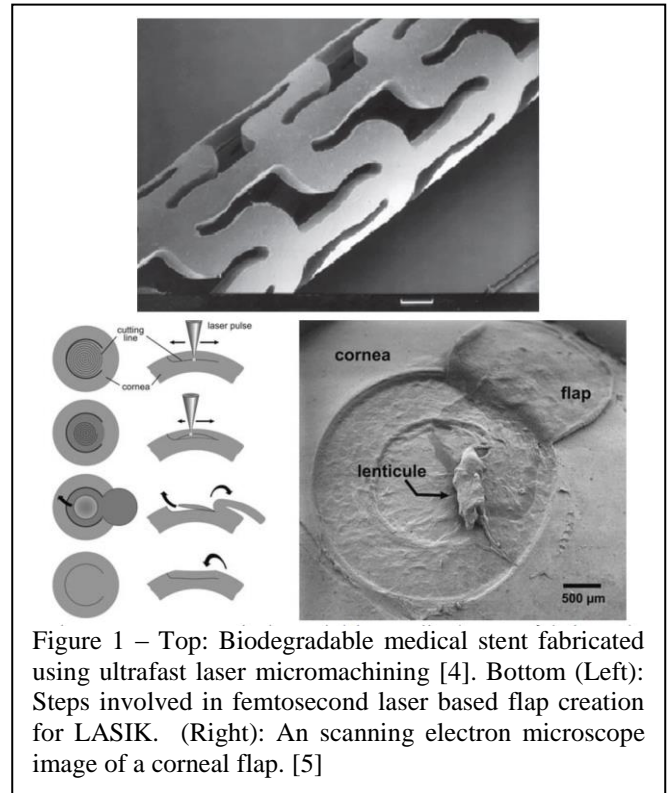 cutting
line
laser pulse
cornea
cornea
flap
lenticule
500 µm
Figure 1 – Top: Biodegradable medical stent fabricated
using ultrafast laser micromachining [4]. Bottom (Left):
Steps involved in femtosecond laser based flap creation
for LASIK. (Right): An scanning electron microscope
image of a corneal flap. [5]